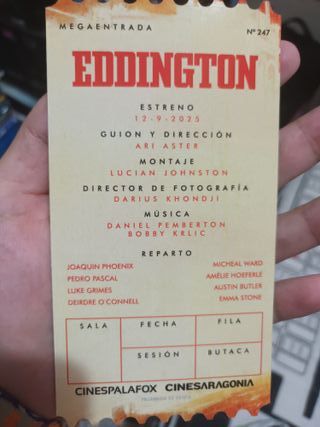 MEGAENTRADA
Nº 247
EDDINGTON
ESTRENO
12-9-2025
GUION Y DIRECCIÓN
ARI ASTER
MONTAJE
LUCIAN JOHNSTON
DIRECTOR DE FOTOGRAFÍA
DARIUS KHONDJI
MÚSICA
DANIEL PEMBERTON
BOBBY KRLIC
REPARTO
JOAQUIN PHOENIX
PEDRO PASCAL
LUKE GRIMES
DEIRDRE O'CONNELL
MICHEAL WARD
AMÉLIE HOEFERLE
AUSTIN BUTLER
EMMA STONE
SALA
FECHA
FILA
SESIÓN
BUTACA
CINESPALAFOX CINESARAGONIA